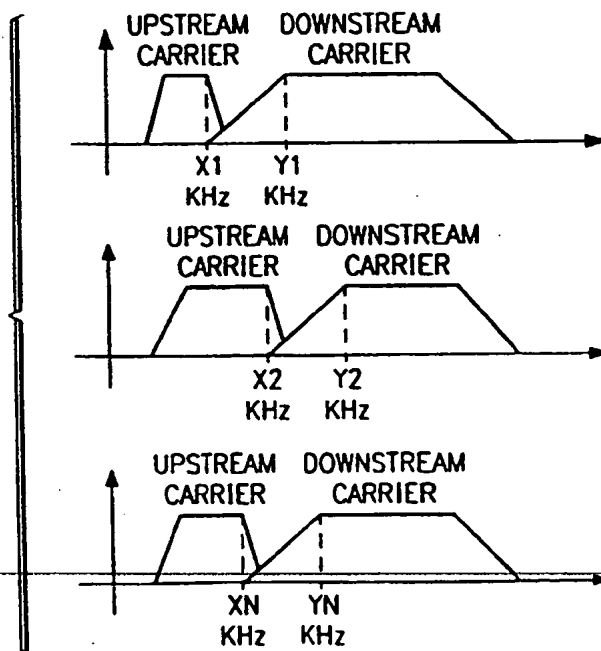 UPSTREAM DOWNSTREAM
CARRIER CARRIER
X1 Y1
KHz KHz
UPSTREAM DOWNSTREAM
CARRIER CARRIER
X2 Y2
KHz KHz
UPSTREAM DOWNSTREAM
CARRIER CARRIER
XN YN
KHz KHz